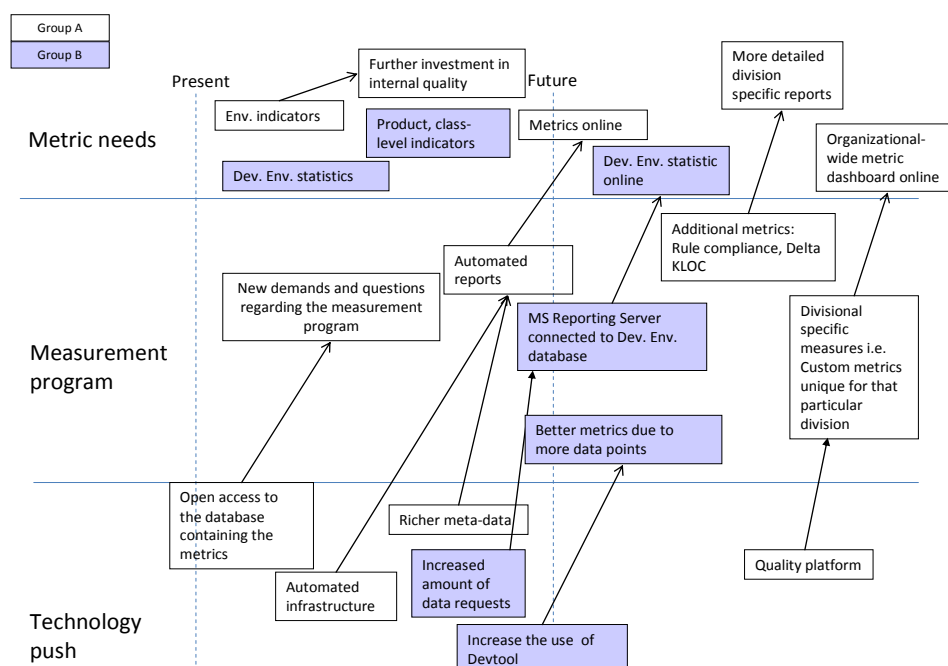 Group A
Group B
Present
Future
Metric needs
Env. indicators
Further investment in
internal quality
Product, class-
level indicators
Dev. Env. statistics
Metrics online
Dev. Env. statistic
online
More detailed
division
specific reports
Organizational-
wide metric
dashboard online
Measurement
program
New demands and questions
regarding the measurement
program
Automated
reports
Additional metrics:
Rule compliance, Delta
KLOC
MS Reporting Server
connected to Dev. Env.
database
Divisional
specific
measures i.e.
Custom metrics
unique for that
particular
division
Better metrics due to
more data points
Technology
push
Open access to
the database
containing the
metrics
Automated
infrastructure
Richer meta-data
Increased
amount of
data requests
Increase the use of
Devtool
Quality platform